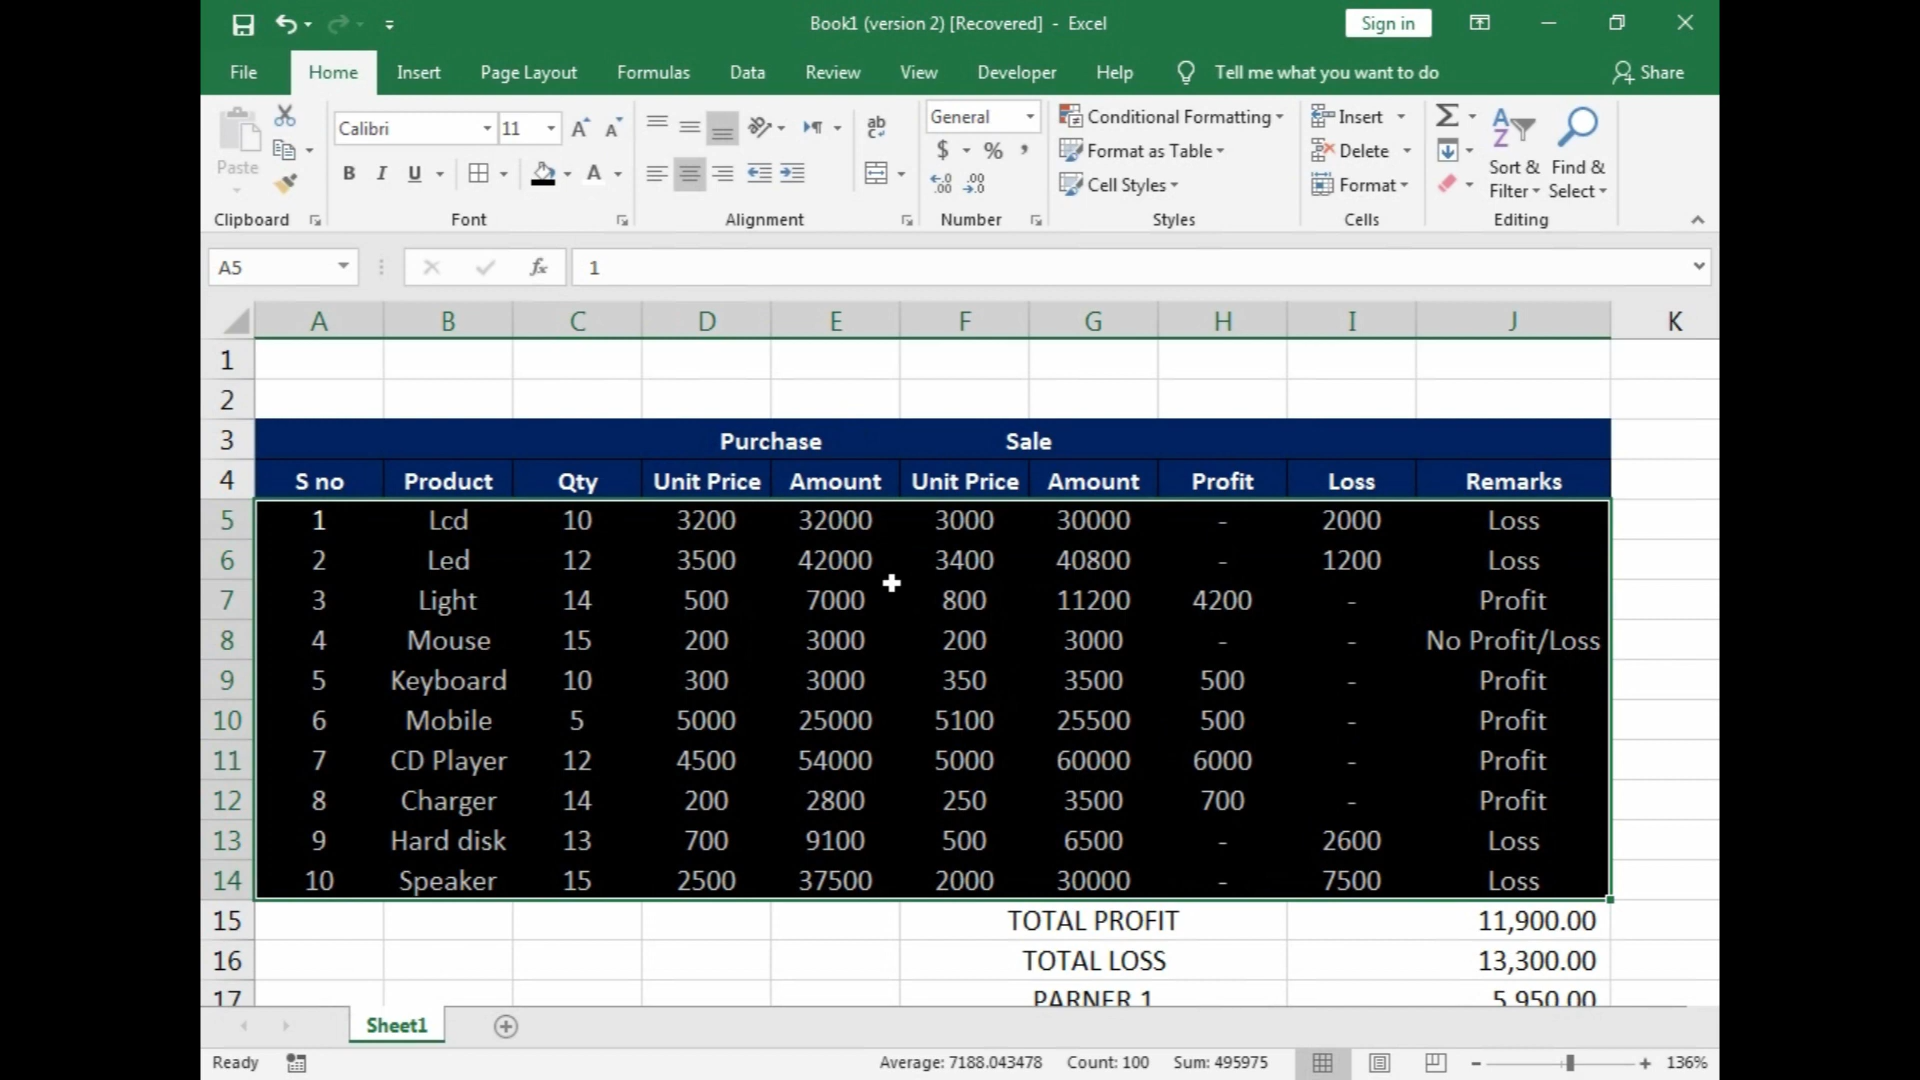 Book1 (version 2) [Recovered] - Excel
Sign in
File Home Insert Page Layout Formulas Data Review View Developer Help Tell me what you want to do Share
Paste
Clipboard
Calibri 11
B I U A
Font
ab
Alignment
General
$ % ,
Number
Conditional Formatting
Format as Table
Cell Styles
Styles
Insert
Delete
Format
Cells
Sort & Filter
Find & Select
Editing
A5 fx 1
A B C D E F G H I J K
1
2
3 Purchase Sale
4 S no Product Qty Unit Price Amount Unit Price Amount Profit Loss Remarks
5 1 Lcd 10 3200 32000 3000 30000 - 2000 Loss
6 2 Led 12 3500 42000 3400 40800 - 1200 Loss
7 3 Light 14 500 7000 800 11200 4200 - Profit
8 4 Mouse 15 200 3000 200 3000 - - No Profit/Loss
9 5 Keyboard 10 300 3000 350 3500 500 - Profit
10 6 Mobile 5 5000 25000 5100 25500 500 - Profit
11 7 CD Player 12 4500 54000 5000 60000 6000 - Profit
12 8 Charger 14 200 2800 250 3500 700 - Profit
13 9 Hard disk 13 700 9100 500 6500 - 2600 Loss
14 10 Speaker 15 2500 37500 2000 30000 - 7500 Loss
15 TOTAL PROFIT 11,900.00
16 TOTAL LOSS 13,300.00
17 PARNER 1 5,950.00
Sheet1
Ready Average: 7188.043478 Count: 100 Sum: 495975 136%